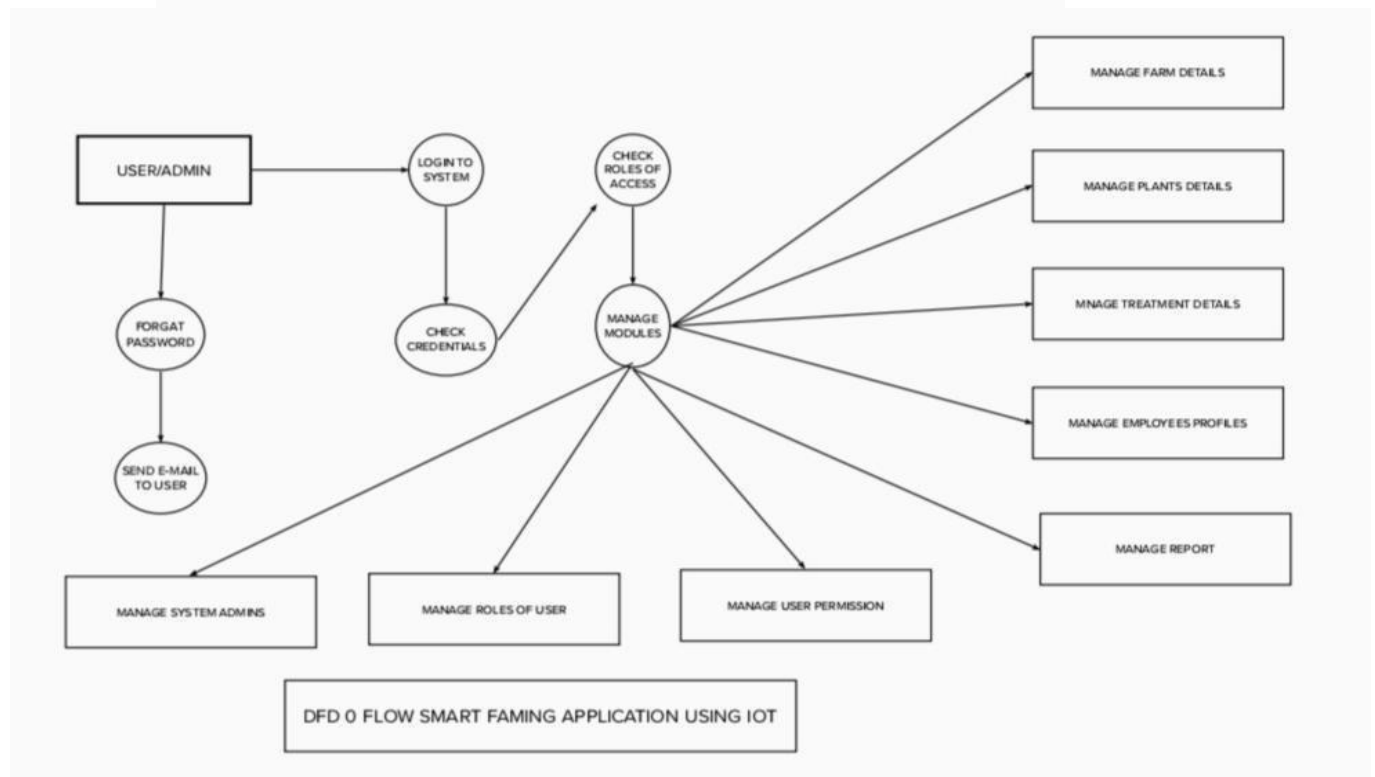 MANAGE FARM DETAILS
USER/ADMIN
LOGIN TO
SYSTEM
CHECK
ROLES OF
ACCESS
MANAGE PLANTS DETAILS
FORGAT
PASSWORD
CHECK
CREDENTIALS
MANAGE
MODULES
MNAGE TREATMENT DETAILS
MANAGE EMPLOYEES PROFILES
SEND E-MAIL
TO USER
MANAGE REPORT
MANAGE SYSTEM ADMINS
MANAGE ROLES OF USER
MANAGE USER PERMISSION
DFD 0 FLOW SMART FAMING APPLICATION USING IOT